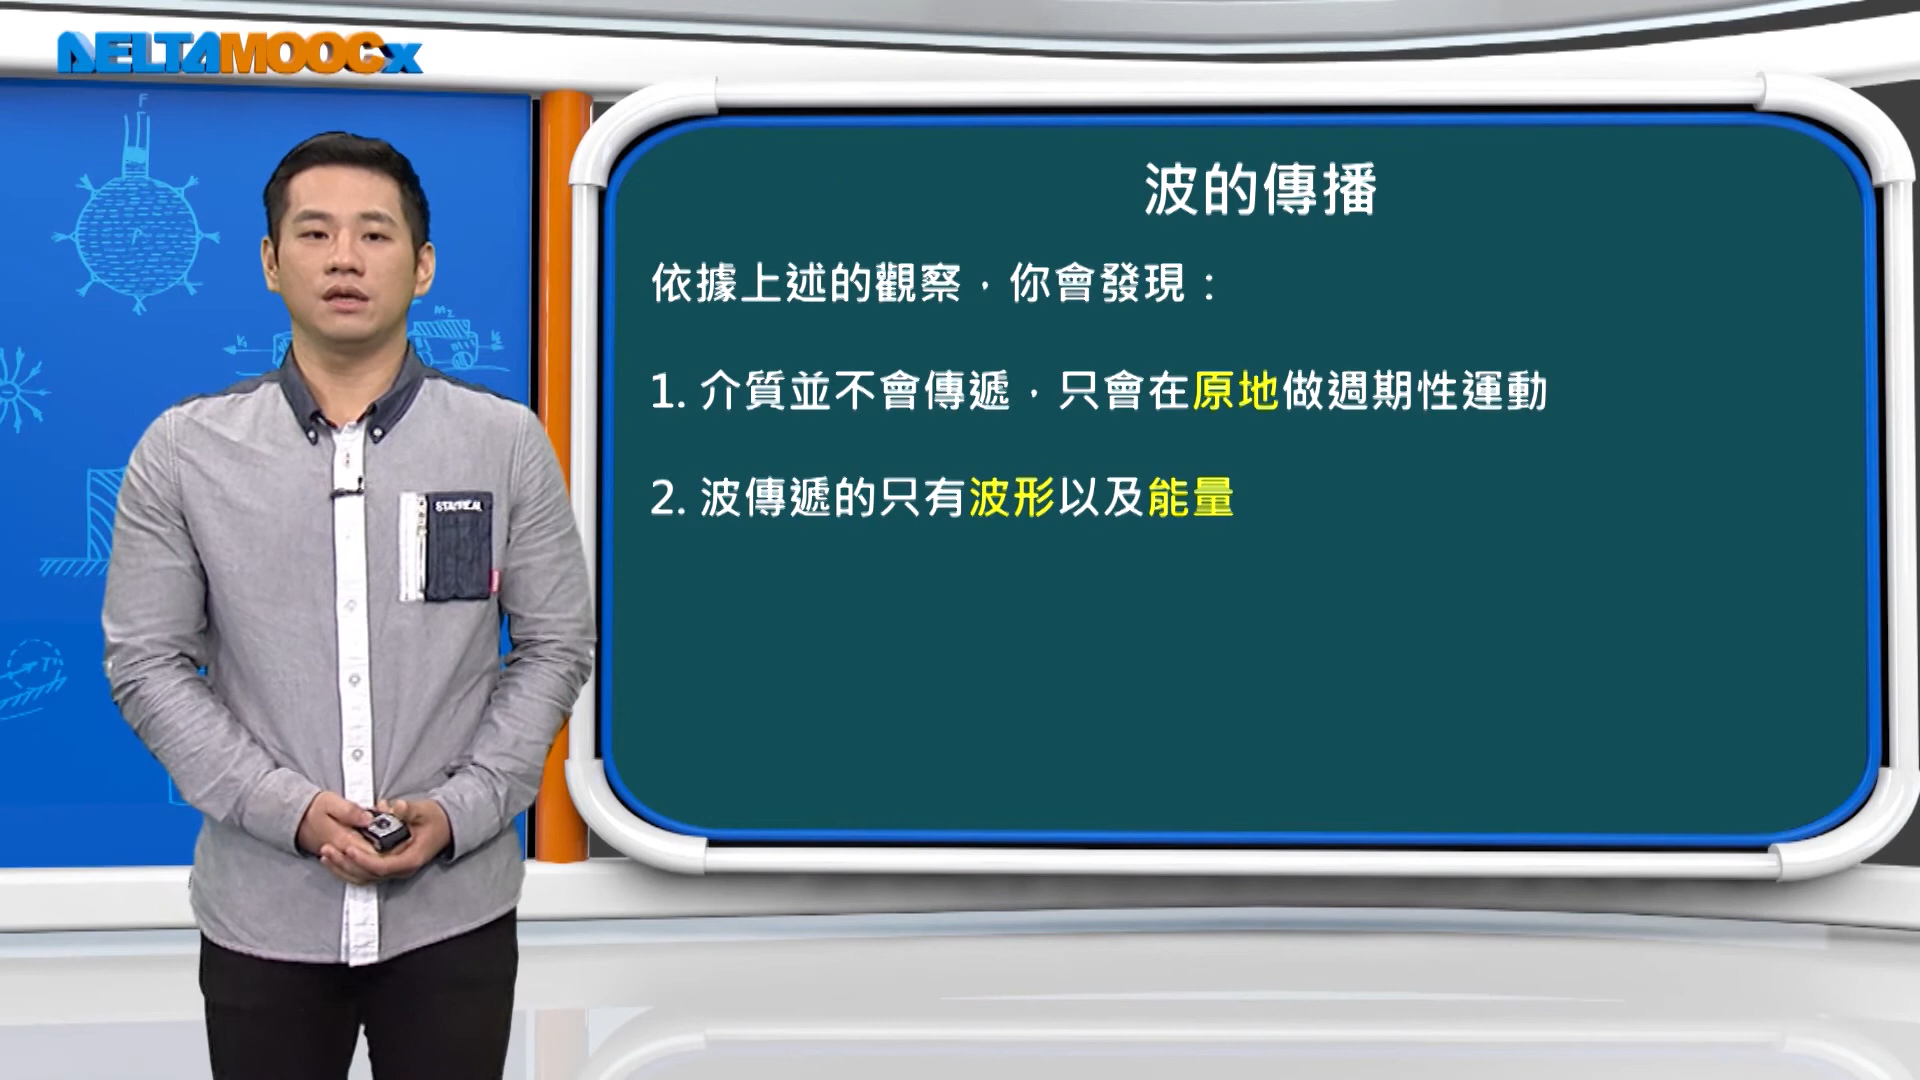 DELTAMOOCx
波的傳播
依據上述的觀察，你會發現：
1. 介質並不會傳遞，只會在原地做週期性運動
2. 波傳遞的只有波形以及能量
F
P
V₁
M₂
T